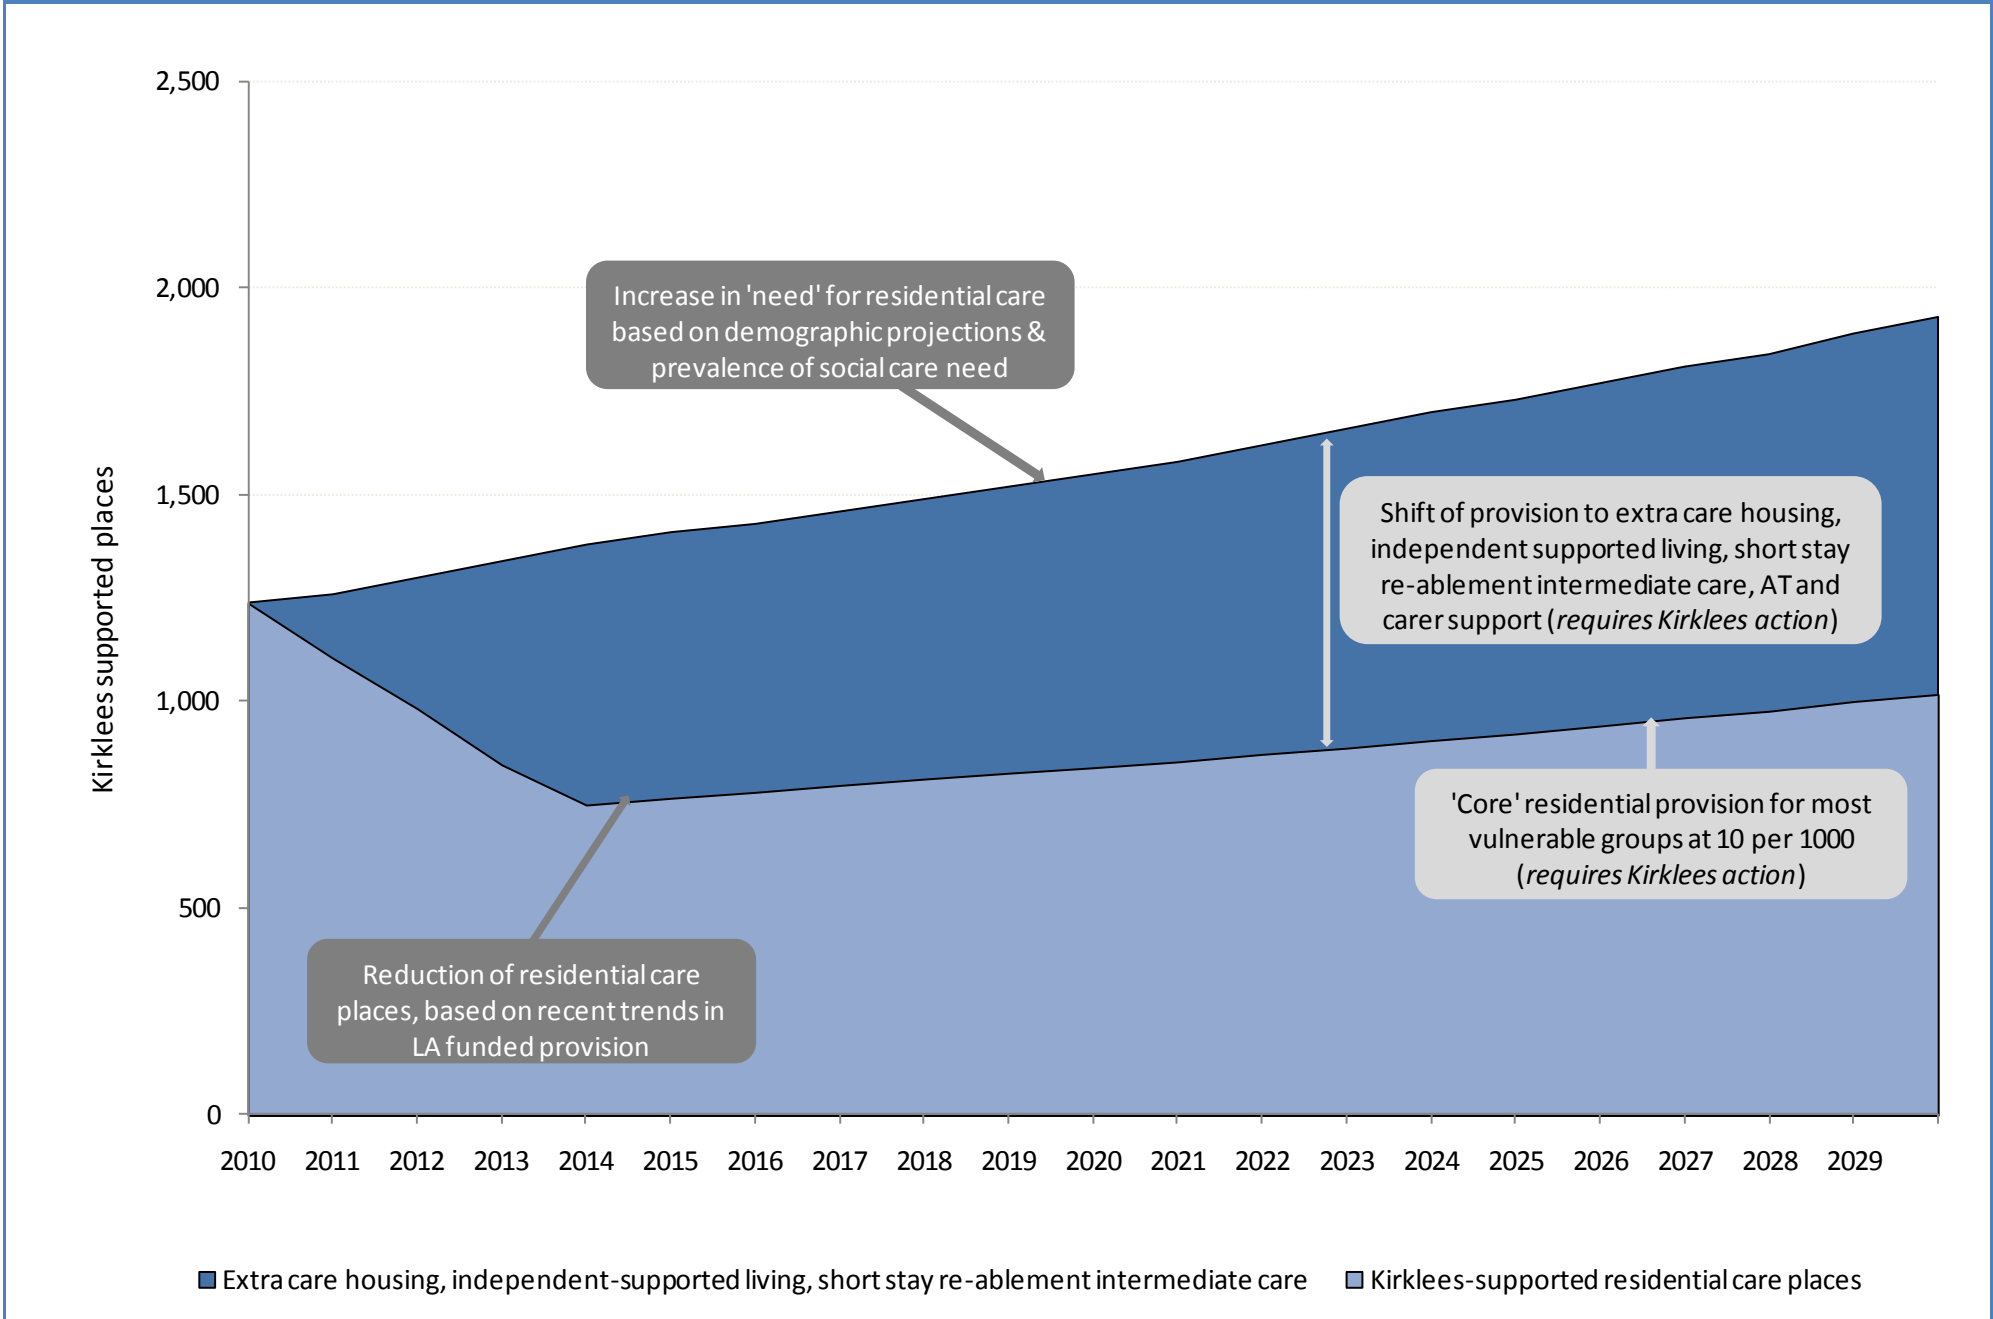 2,500
2,000
1,500
1,000
500
0
Kirklees supported places
Increase in 'need' for residential care
based on demographic projections &
prevalence of social care need
Shift of provision to extra care housing,
independent supported living, short stay
re-ablement intermediate care, AT and
carer support (requires Kirklees action)
'Core' residential provision for most
vulnerable groups at 10 per 1000
(requires Kirklees action)
Reduction of residential care
places, based on recent trends in
LA funded provision
2010 2011 2012 2013 2014 2015 2016 2017 2018 2019 2020 2021 2022 2023 2024 2025 2026 2027 2028 2029
Extra care housing, independent-supported living, short stay re-ablement intermediate care
Kirklees-supported residential care places